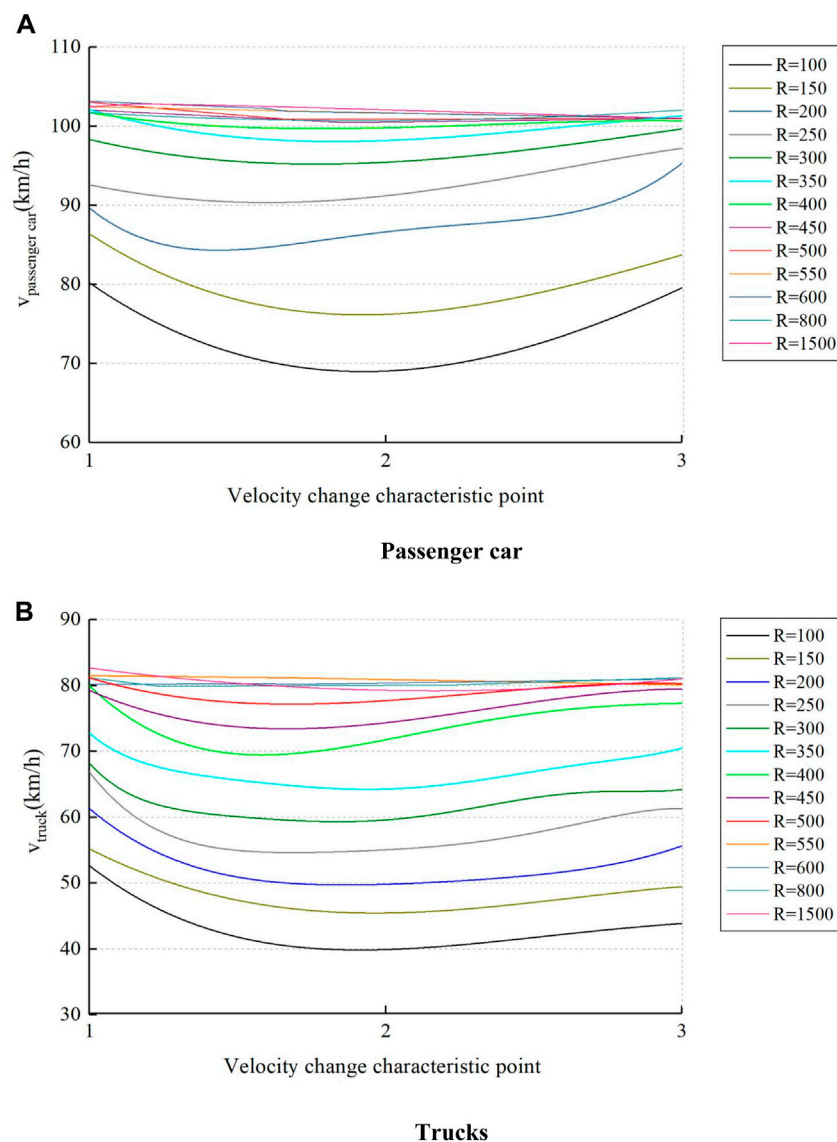 A
110
100
90
80
70
60
1
2
3
v passenger car(km/h)
Velocity change characteristic point
R=100
R=150
R=200
R=250
R=300
R=350
R=400
R=450
R=500
R=550
R=600
R=800
R=1500
Passenger car
B
90
80
70
60
50
40
30
1
2
3
v truck(km/h)
Velocity change characteristic point
R=100
R=150
R=200
R=250
R=300
R=350
R=400
R=450
R=500
R=550
R=600
R=800
R=1500
Trucks